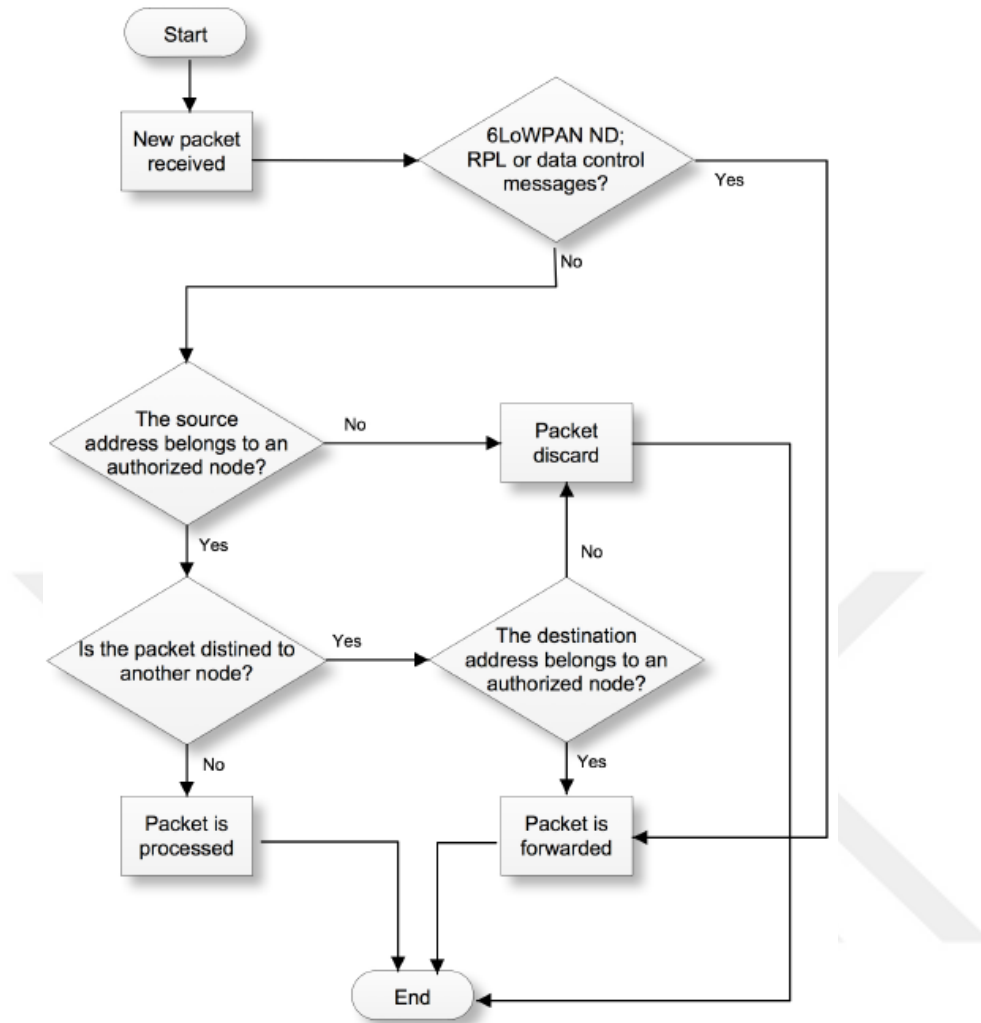 Start
New packet
received
6LoWPAN ND;
RPL or data control
messages?
Yes
No
The source
address belongs to an
authorized node?
No
Packet
discard
Yes
No
Is the packet distined to
another node?
Yes
The destination
address belongs to an
authorized node?
No
Yes
Packet is
processed
Packet is
forwarded
End